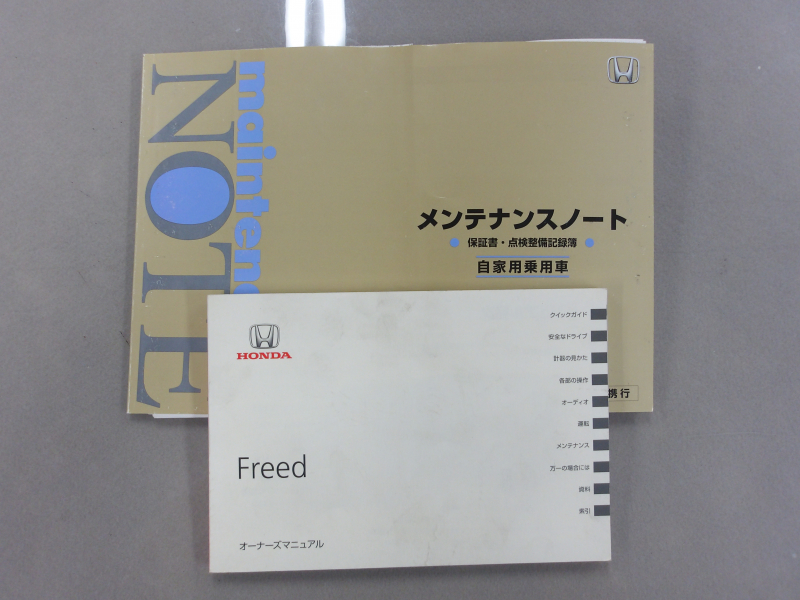 NOTE
maintena
メンテナンスノート
保証書・点検整備記録簿
自家用乗用車
携行
HONDA
Freed
オーナーズマニュアル
クイックガイド
安全なドライブ
計器の見かた
各部の操作
オーディオ
運転
メンテナンス
万一の場合には
資料
索引